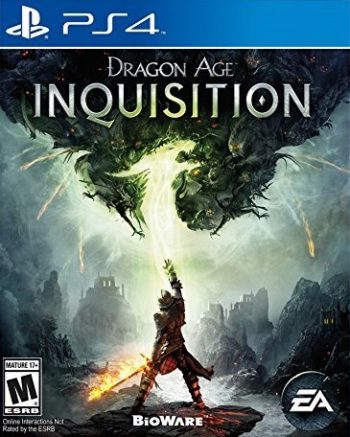 PS4
DRAGON AGE
INQUISITION
MATURE 17+
M
ESRB
Online Interactions Not
Rated by the ESRB
BIOWARE
EA